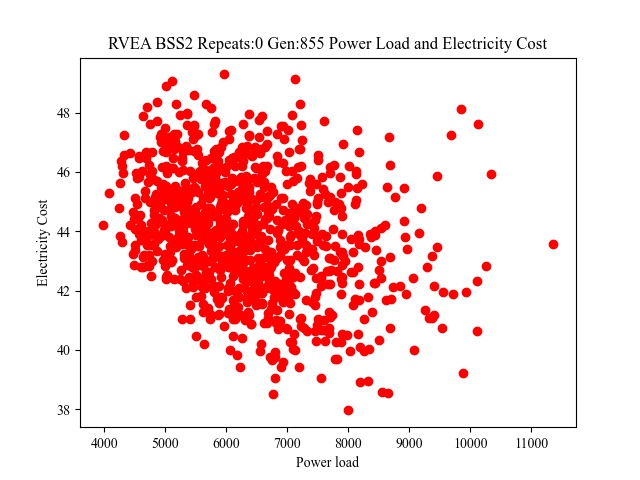 RVEA BSS2 Repeats:0 Gen:855 Power Load and Electricity Cost
48
46
44
42
40
38
Electricity Cost
4000 5000 6000 7000 8000 9000 10000 11000
Power load